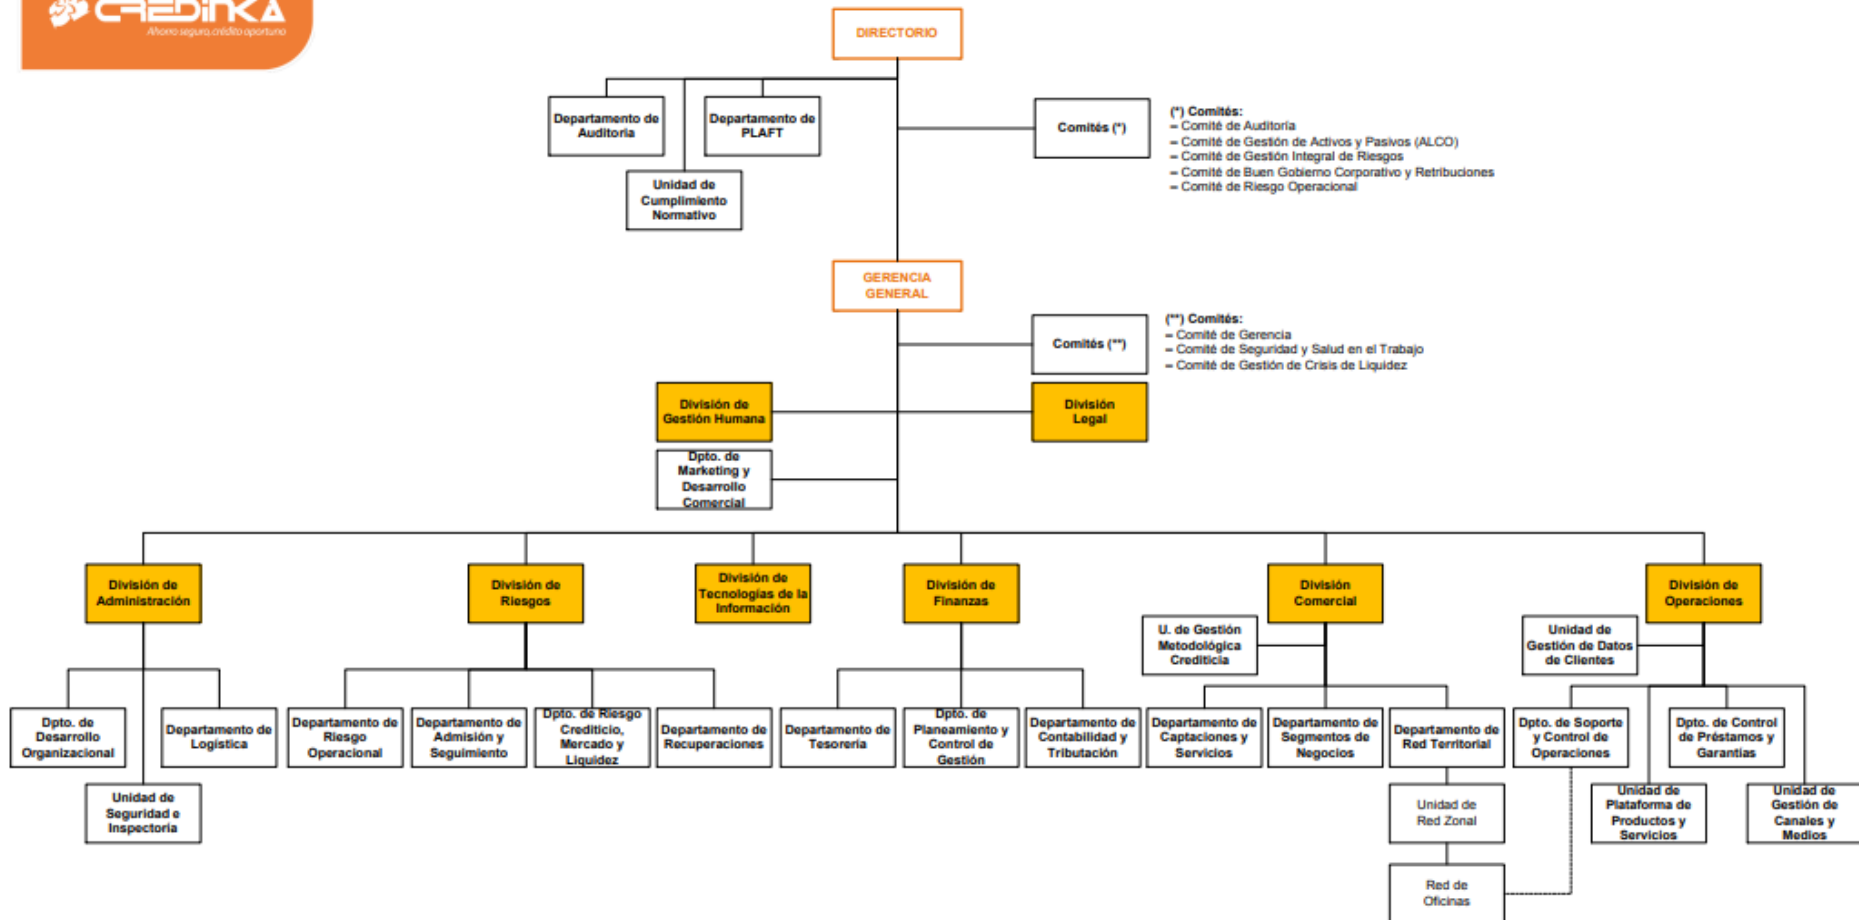 CREDINKA
Ahorro seguro, crédito oportuno
DIRECTORIO
Departamento de
Auditoria
Departamento de
PLAFT
Unidad de
Cumplimiento
Normativo
Comités (*)
(*) Comités:
– Comité de Auditoría
– Comité de Gestión de Activos y Pasivos (ALCO)
– Comité de Gestión Integral de Riesgos
– Comité de Buen Gobierno Corporativo y Retribuciones
– Comité de Riesgo Operacional
GERENCIA
GENERAL
Comités (**)
(**) Comités:
– Comité de Gerencia
– Comité de Seguridad y Salud en el Trabajo
– Comité de Gestión de Crisis de Liquidez
División de
Gestión Humana
División
Legal
Dpto. de
Marketing y
Desarrollo
Comercial
División de
Administración
División de
Riesgos
División de
Tecnologías de la
Información
División de
Finanzas
División
Comercial
División de
Operaciones
U. de Gestión
Metodológica
Crediticia
Unidad de
Gestión de Datos
de Clientes
Dpto. de
Desarrollo
Organizacional
Departamento de
Logística
Departamento de
Riesgo
Operacional
Departamento de
Admisión y
Seguimiento
Dpto. de Riesgo
Crediticio,
Mercado y
Liquidez
Departamento de
Recuperaciones
Departamento de
Tesorería
Dpto. de
Planeamiento y
Control de
Gestión
Departamento de
Contabilidad y
Tributación
Departamento de
Captaciones y
Servicios
Departamento de
Segmentos de
Negocios
Departamento de
Red Territorial
Dpto. de Soporte
y Control de
Operaciones
Dpto. de Control
de Préstamos y
Garantías
Unidad de
Seguridad e
Inspectoría
Unidad de
Red Zonal
Unidad de
Plataforma de
Productos y
Servicios
Unidad de
Gestión de
Canales y
Medios
Red de
Oficinas